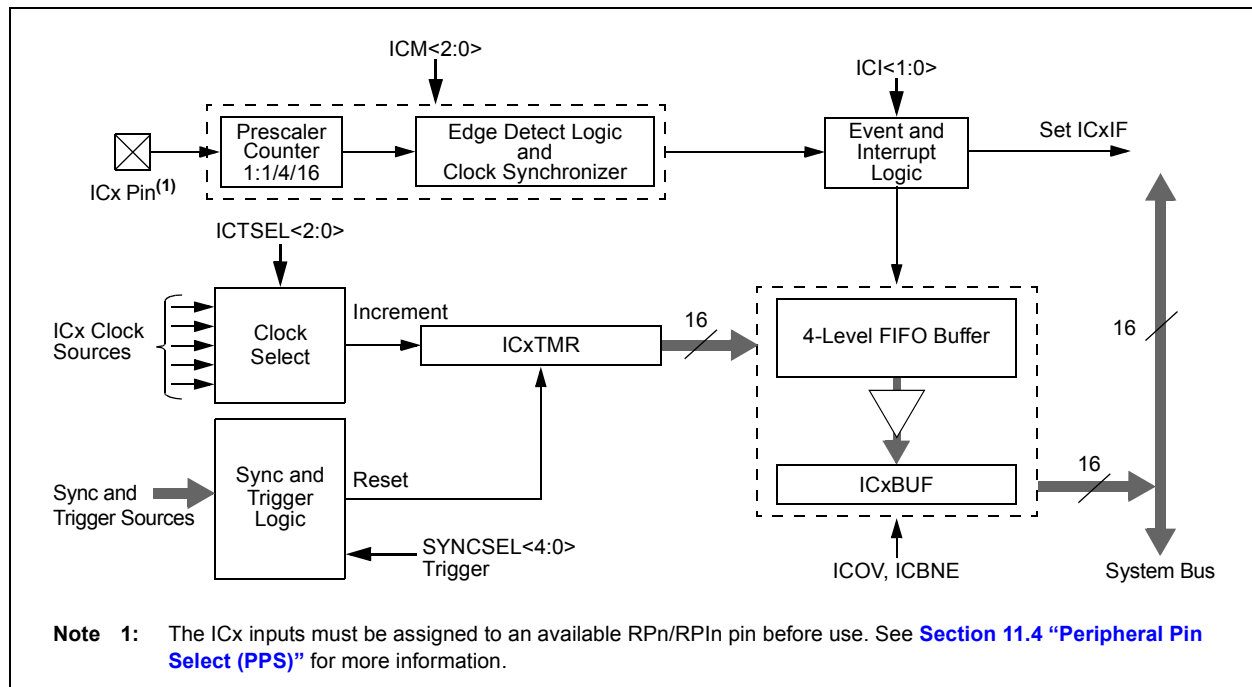 ICM<2:0>
ICI<1:0>
Prescaler
Counter
1:1/4/16
Edge Detect Logic
and
Clock Synchronizer
Event and
Interrupt
Logic
Set ICxIF
ICx Pin(1)
ICTSEL<2:0>
ICx Clock
Sources
Clock
Select
Increment
ICxTMR
16
4-Level FIFO Buffer
16
Sync and
Trigger Sources
Sync and
Trigger
Logic
Reset
ICxBUF
16
SYNCSEL<4:0>
Trigger
ICOV, ICBNE
System Bus
Note 1: The ICx inputs must be assigned to an available RPn/RPIn pin before use. See Section 11.4 “Peripheral Pin
Select (PPS)” for more information.